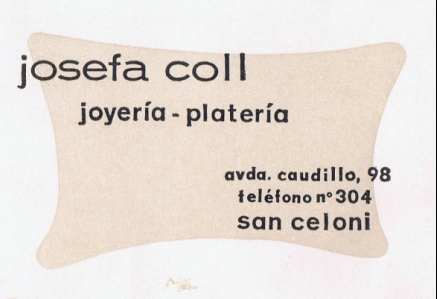 josefa coll
joyería - platería
avda. caudillo, 98
teléfono nº 304
san celoni